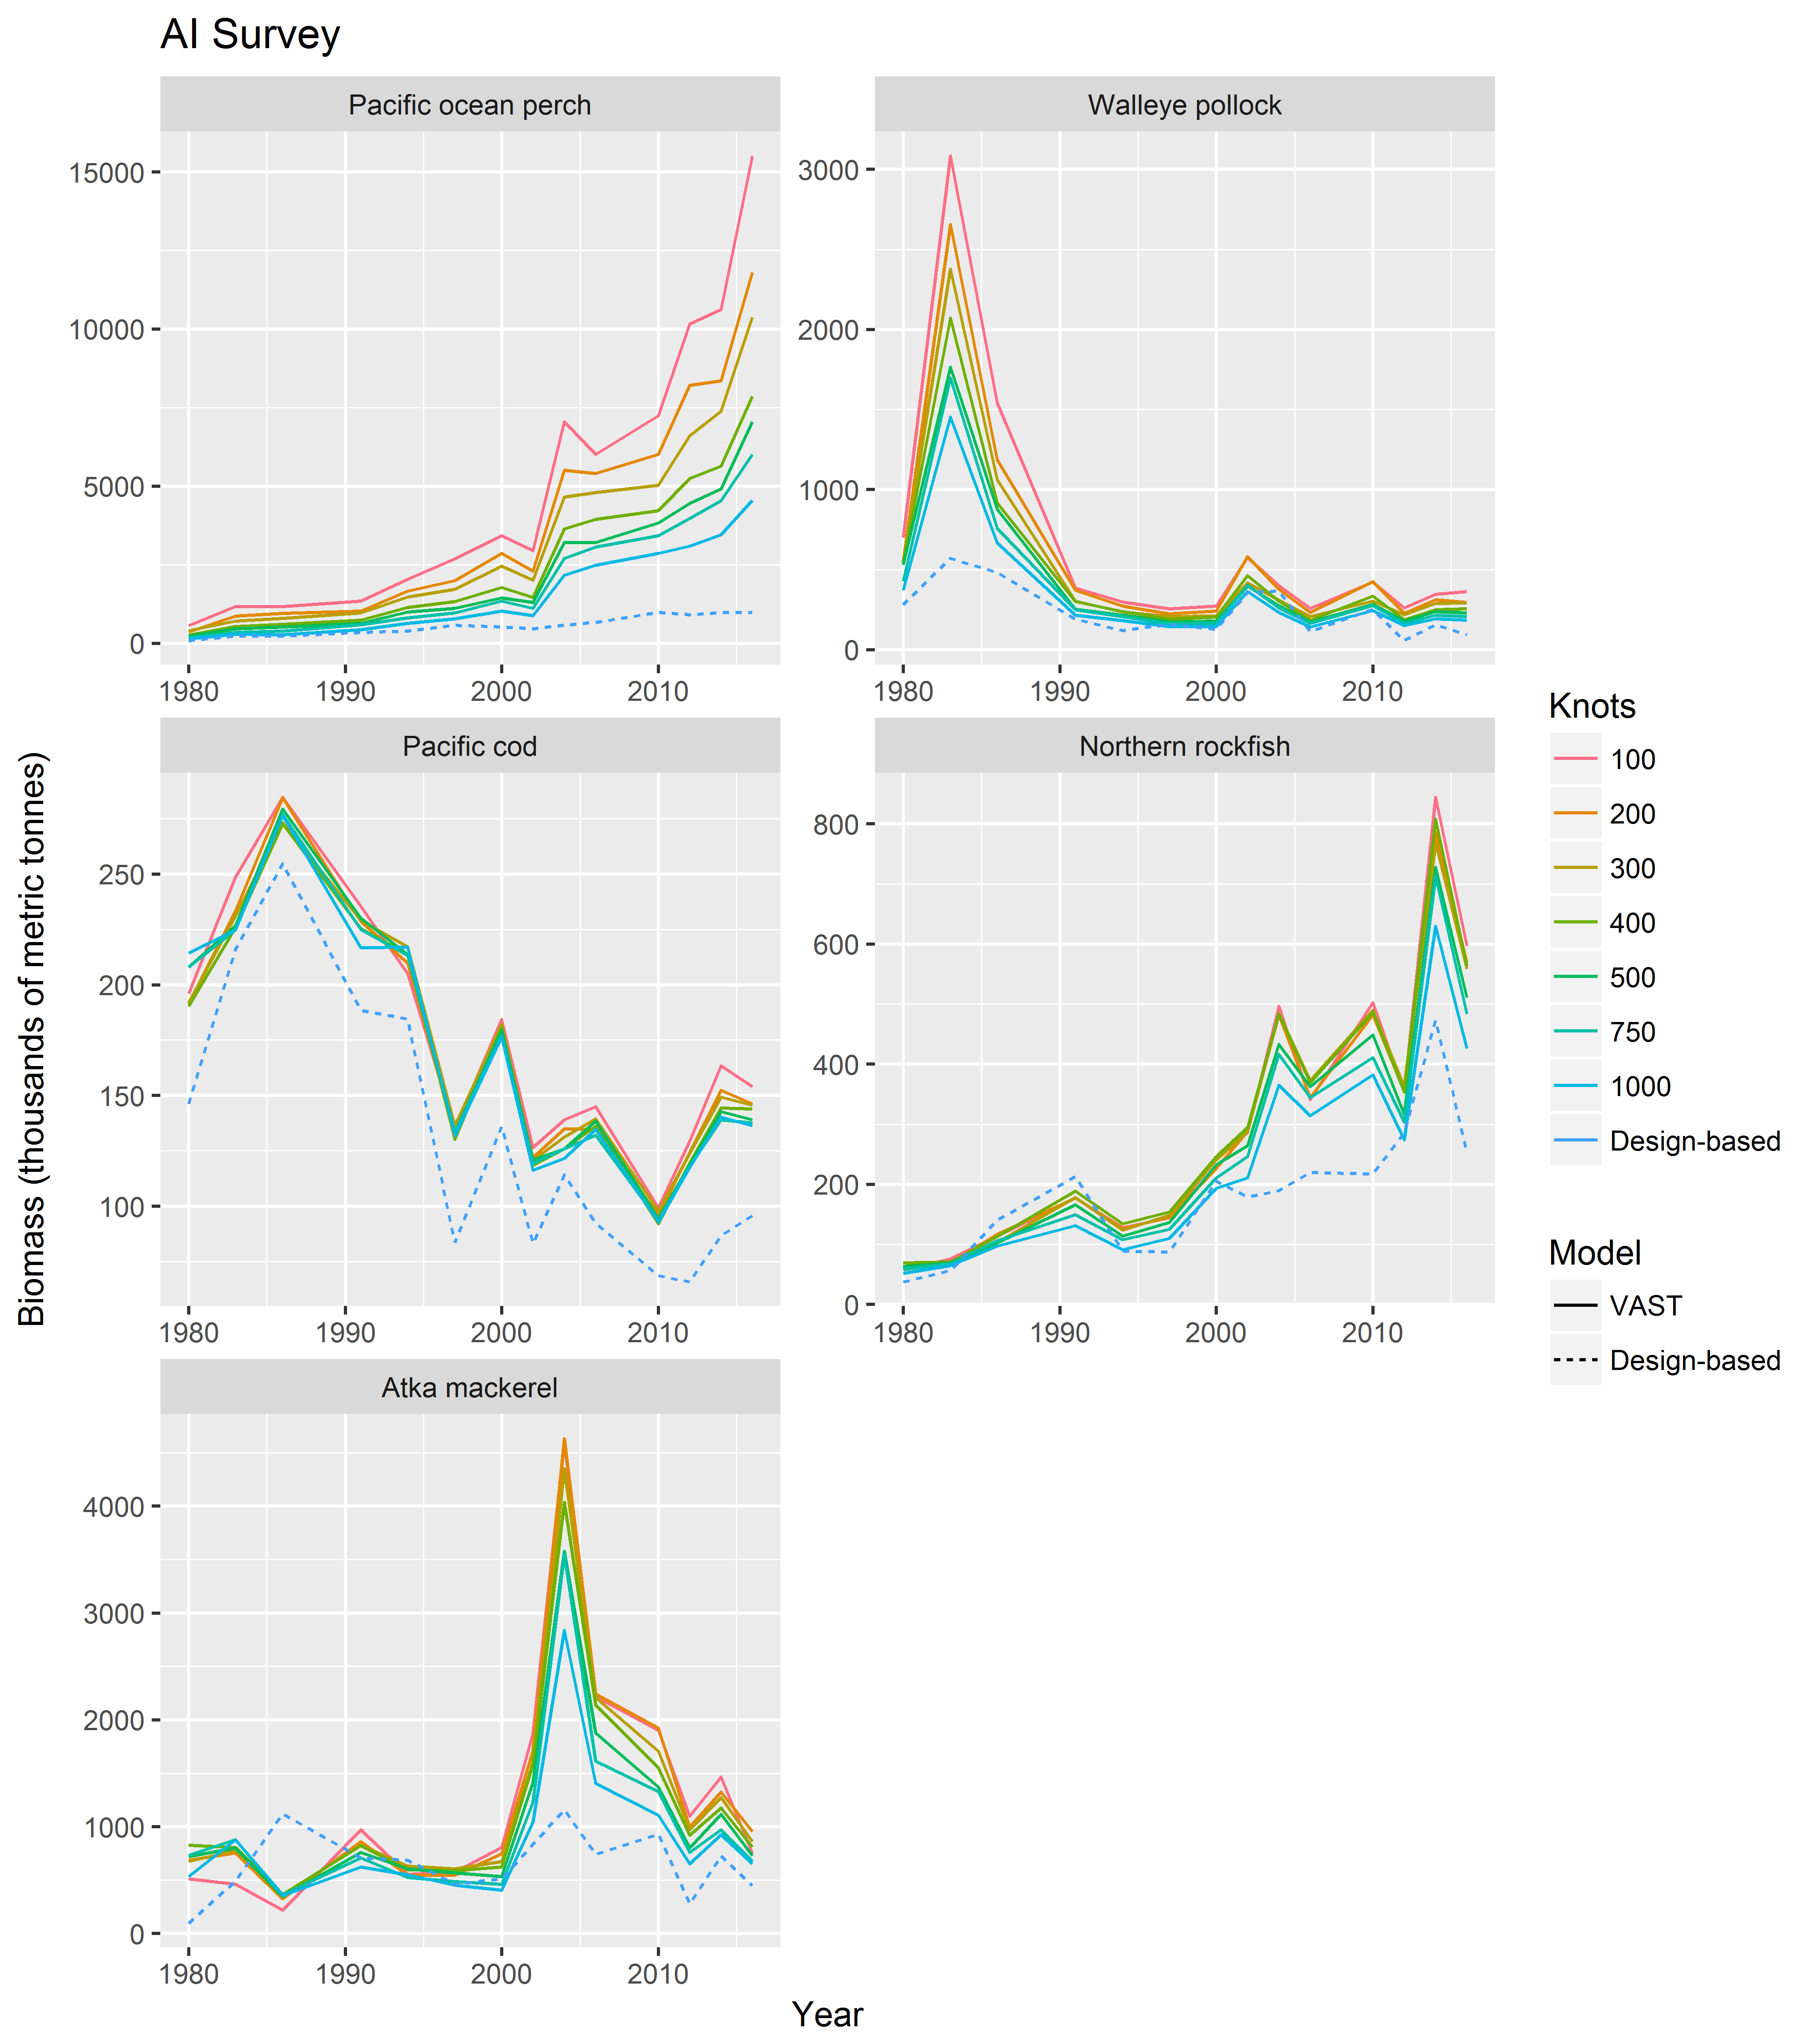 AI Survey
Pacific ocean perch
Walleye pollock
15000
10000
5000
0
3000
2000
1000
0
1980 1990 2000 2010
1980 1990 2000 2010
Pacific cod
Northern rockfish
250
200
150
100
800
600
400
200
0
1980 1990 2000 2010
1980 1990 2000 2010
Atka mackerel
4000
3000
2000
1000
0
1980 1990 2000 2010
Year
Biomass (thousands of metric tonnes)
Knots
100
200
300
400
500
750
1000
Design-based
Model
VAST
Design-based